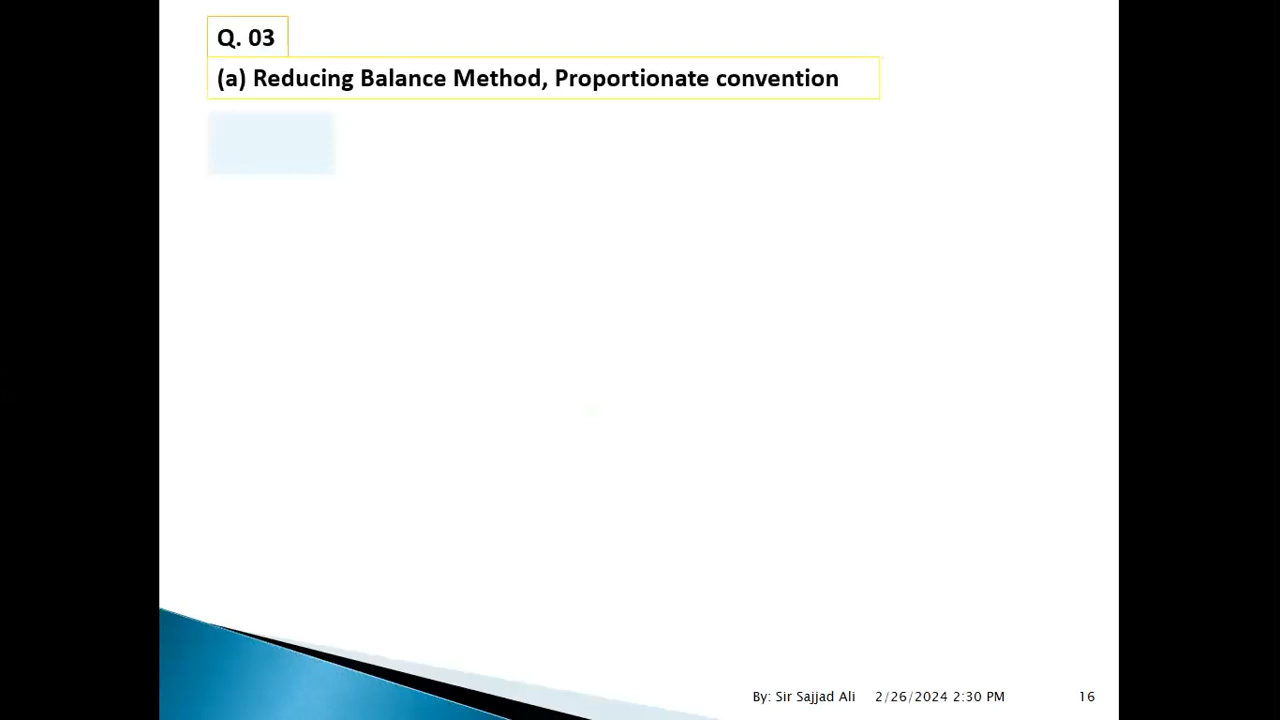 Q. 03
(a) Reducing Balance Method, Proportionate convention
By: Sir Sajjad Ali 2/26/2024 2:30 PM 16